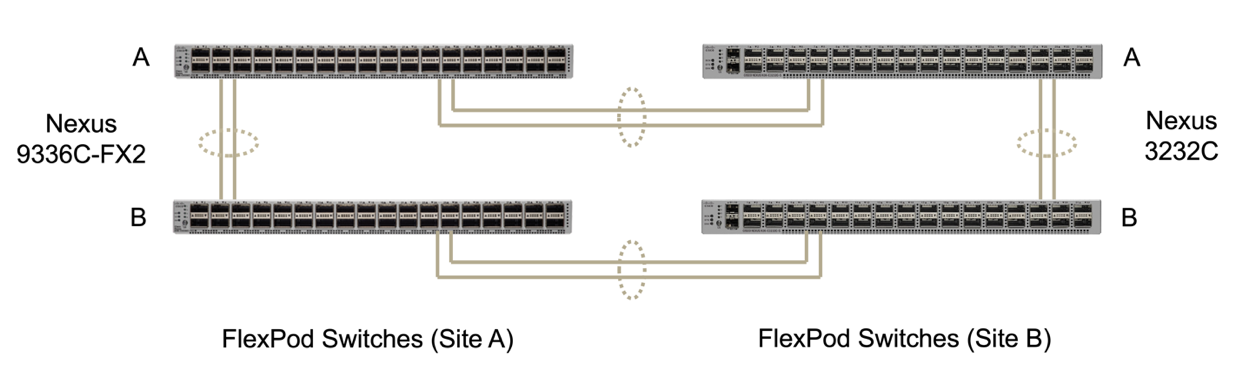 A
A
Nexus
9336C-FX2
Nexus
3232C
B
B
FlexPod Switches (Site A)
FlexPod Switches (Site B)